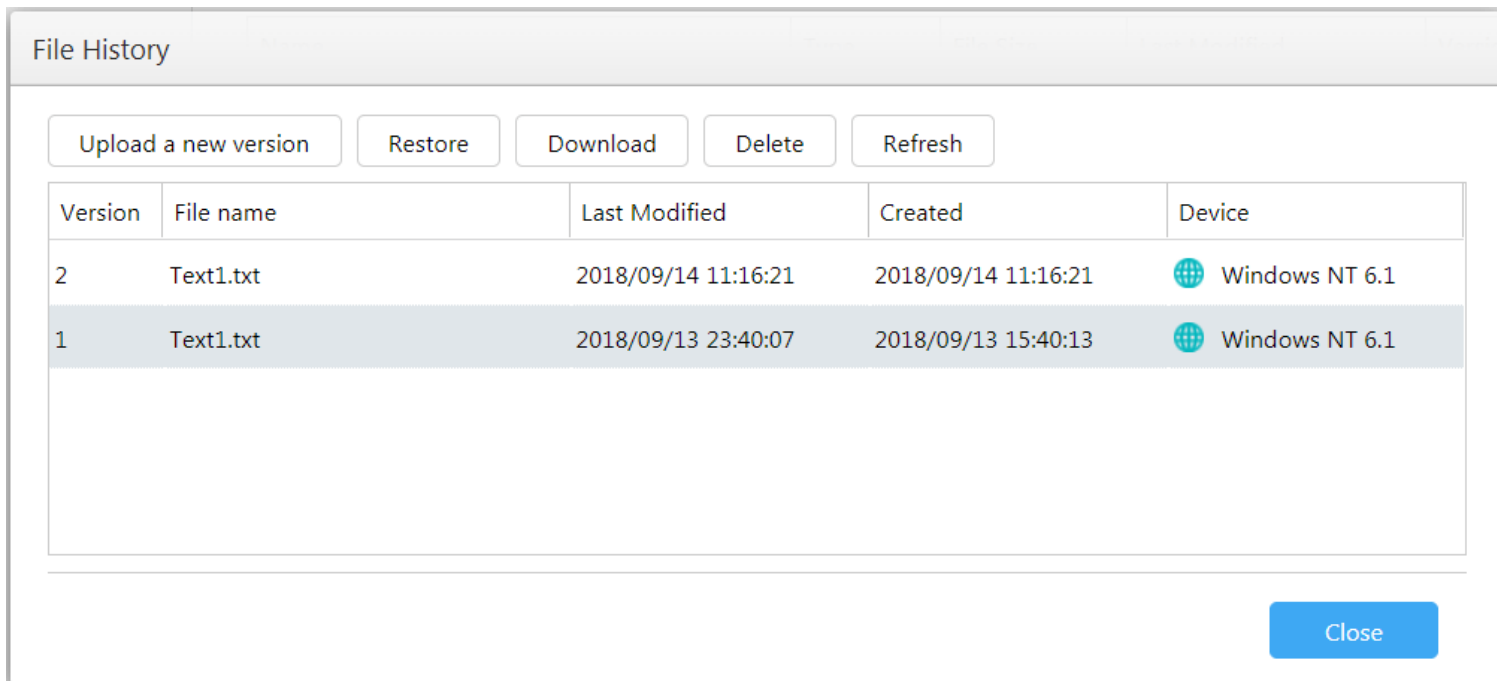 File History
Upload a new version Restore Download Delete Refresh
Version File name Last Modified Created Device
2 Text1.txt 2018/09/14 11:16:21 2018/09/14 11:16:21 Windows NT 6.1
1 Text1.txt 2018/09/13 23:40:07 2018/09/13 15:40:13 Windows NT 6.1
Close